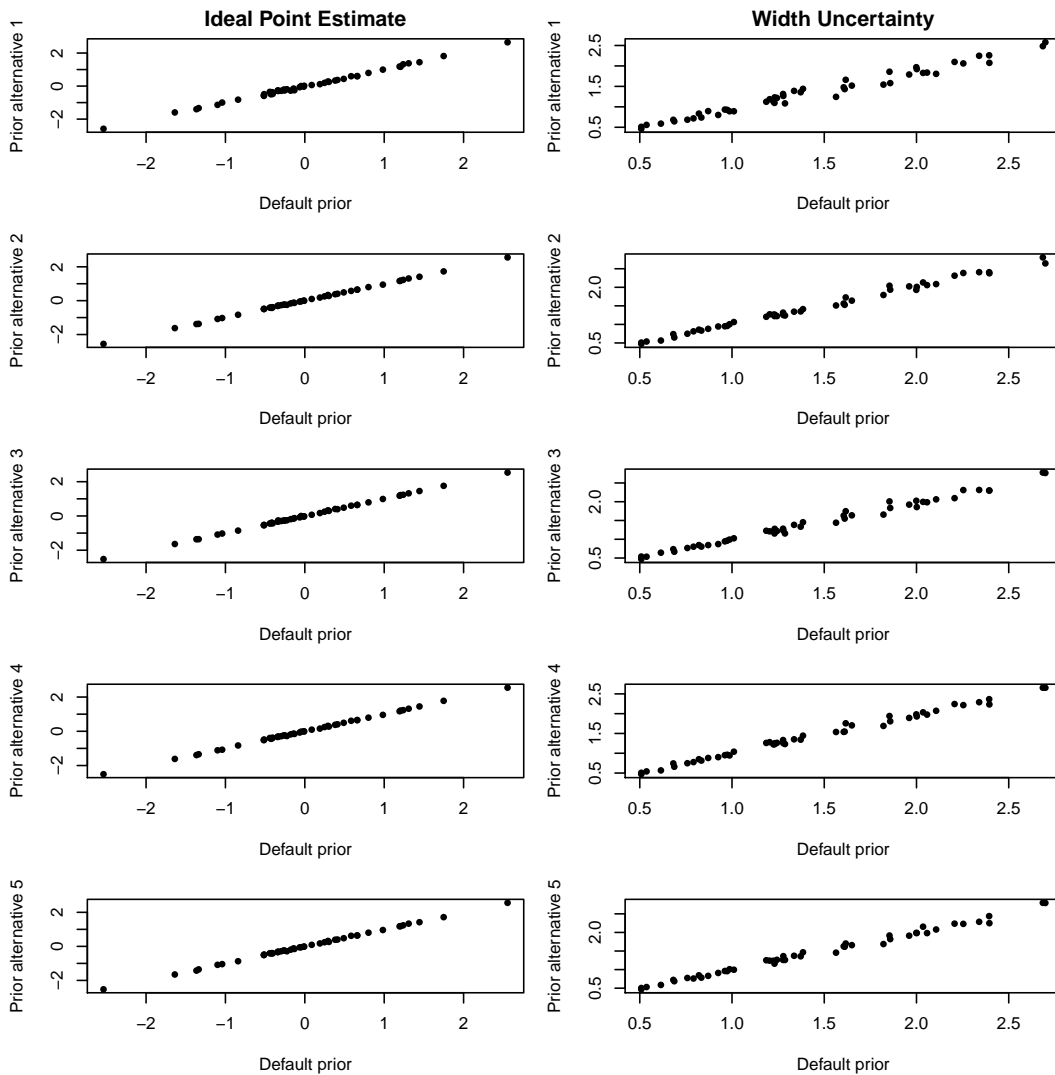 Ideal Point Estimate
Width Uncertainty
Prior alternative 1
−2 0 2
−2 −1 0 1 2
Default prior
Prior alternative 1
0.5 1.5 2.5
0.5 1.0 1.5 2.0 2.5
Default prior
Prior alternative 2
−2 0 2
−2 −1 0 1 2
Default prior
Prior alternative 2
0.5 2.0
0.5 1.0 1.5 2.0 2.5
Default prior
Prior alternative 3
−2 0 2
−2 −1 0 1 2
Default prior
Prior alternative 3
0.5 2.0
0.5 1.0 1.5 2.0 2.5
Default prior
Prior alternative 4
−2 0 2
−2 −1 0 1 2
Default prior
Prior alternative 4
0.5 1.5 2.5
0.5 1.0 1.5 2.0 2.5
Default prior
Prior alternative 5
−2 0 2
−2 −1 0 1 2
Default prior
Prior alternative 5
0.5 2.0
0.5 1.0 1.5 2.0 2.5
Default prior